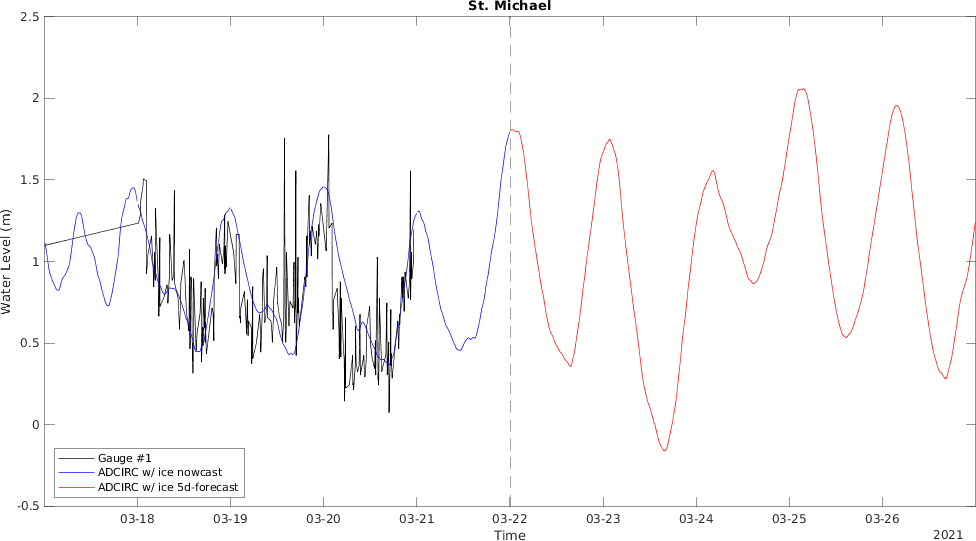 St. Michael
2.5
2
1.5
1
0.5
0
-0.5
Water Level (m)
Gauge #1
ADCIRC w/ ice nowcast
ADCIRC w/ ice 5d-forecast
03-18 03-19 03-20 03-21 03-22 03-23 03-24 03-25 03-26
Time
2021